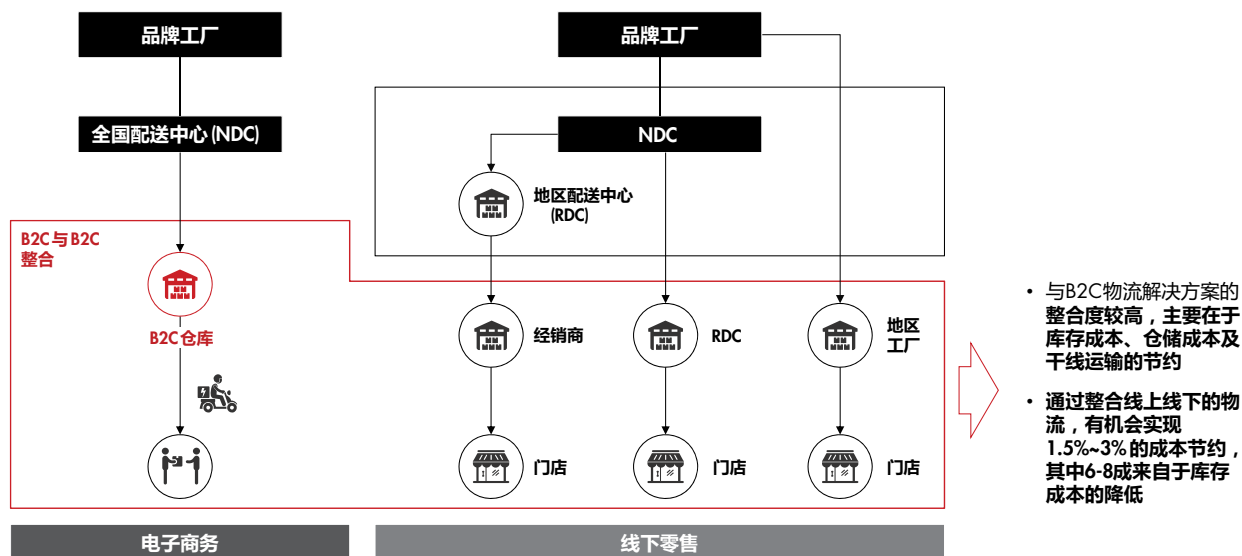 品牌工厂
品牌工厂
全国配送中心 (NDC)
NDC
地区配送中心
(RDC)
B2C与B2C
整合
B2C仓库
经销商
RDC
地区
工厂
门店
门店
门店
电子商务
线下零售
• 与B2C物流解决方案的
整合度较高，主要在于
库存成本、仓储成本及
干线运输的节约
• 通过整合线上线下的物
流，有机会实现
1.5%~3%的成本节约，
其中6-8成来自于库存
成本的降低